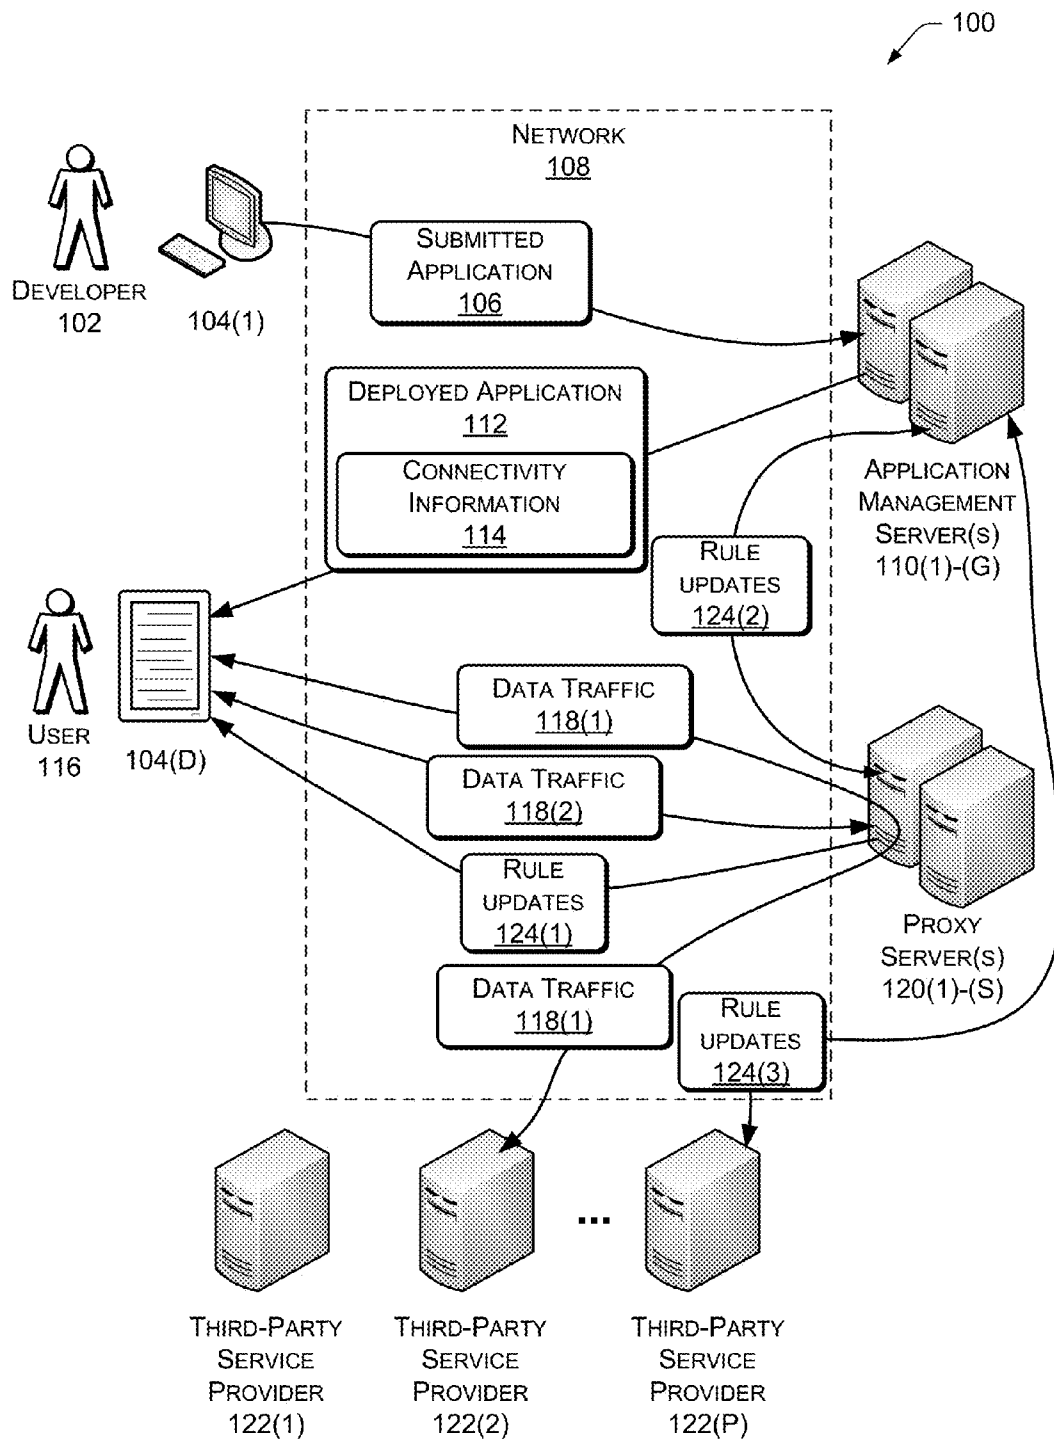 100
NETWORK
108
DEVELOPER
102
104(1)
SUBMITTED
APPLICATION
106
DEPLOYED APPLICATION
112
CONNECTIVITY
INFORMATION
114
APPLICATION
MANAGEMENT
SERVER(S)
110(1)-(G)
RULE
UPDATES
124(2)
USER
116
104(D)
DATA TRAFFIC
118(1)
DATA TRAFFIC
118(2)
RULE
UPDATES
124(1)
PROXY
SERVER(S)
120(1)-(S)
DATA TRAFFIC
118(1)
RULE
UPDATES
124(3)
...
THIRD-PARTY
SERVICE
PROVIDER
122(1)
THIRD-PARTY
SERVICE
PROVIDER
122(2)
THIRD-PARTY
SERVICE
PROVIDER
122(P)